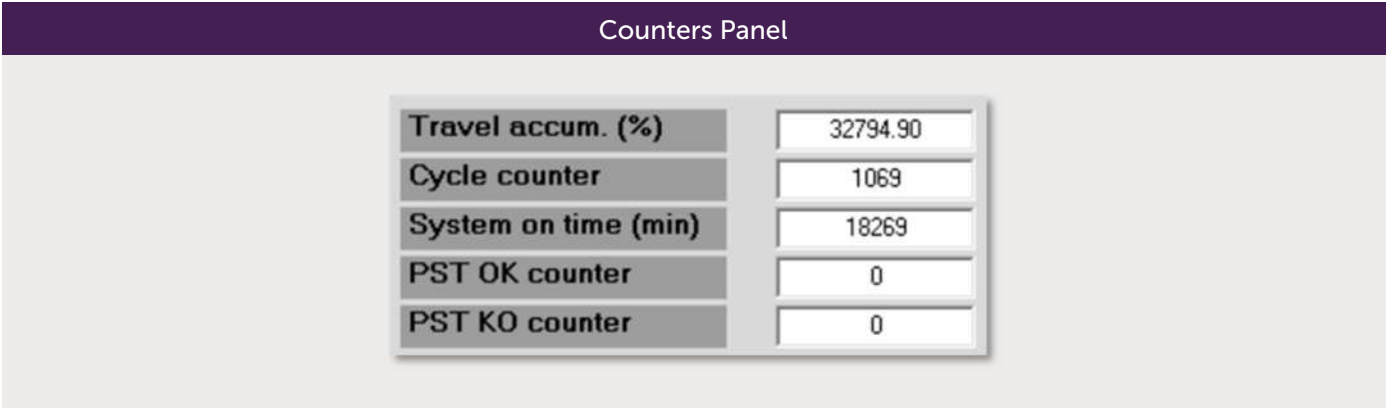 Counters Panel
Travel accum. (%) 32794.90
Cycle counter 1069
System on time (min) 18269
PST OK counter 0
PST KO counter 0